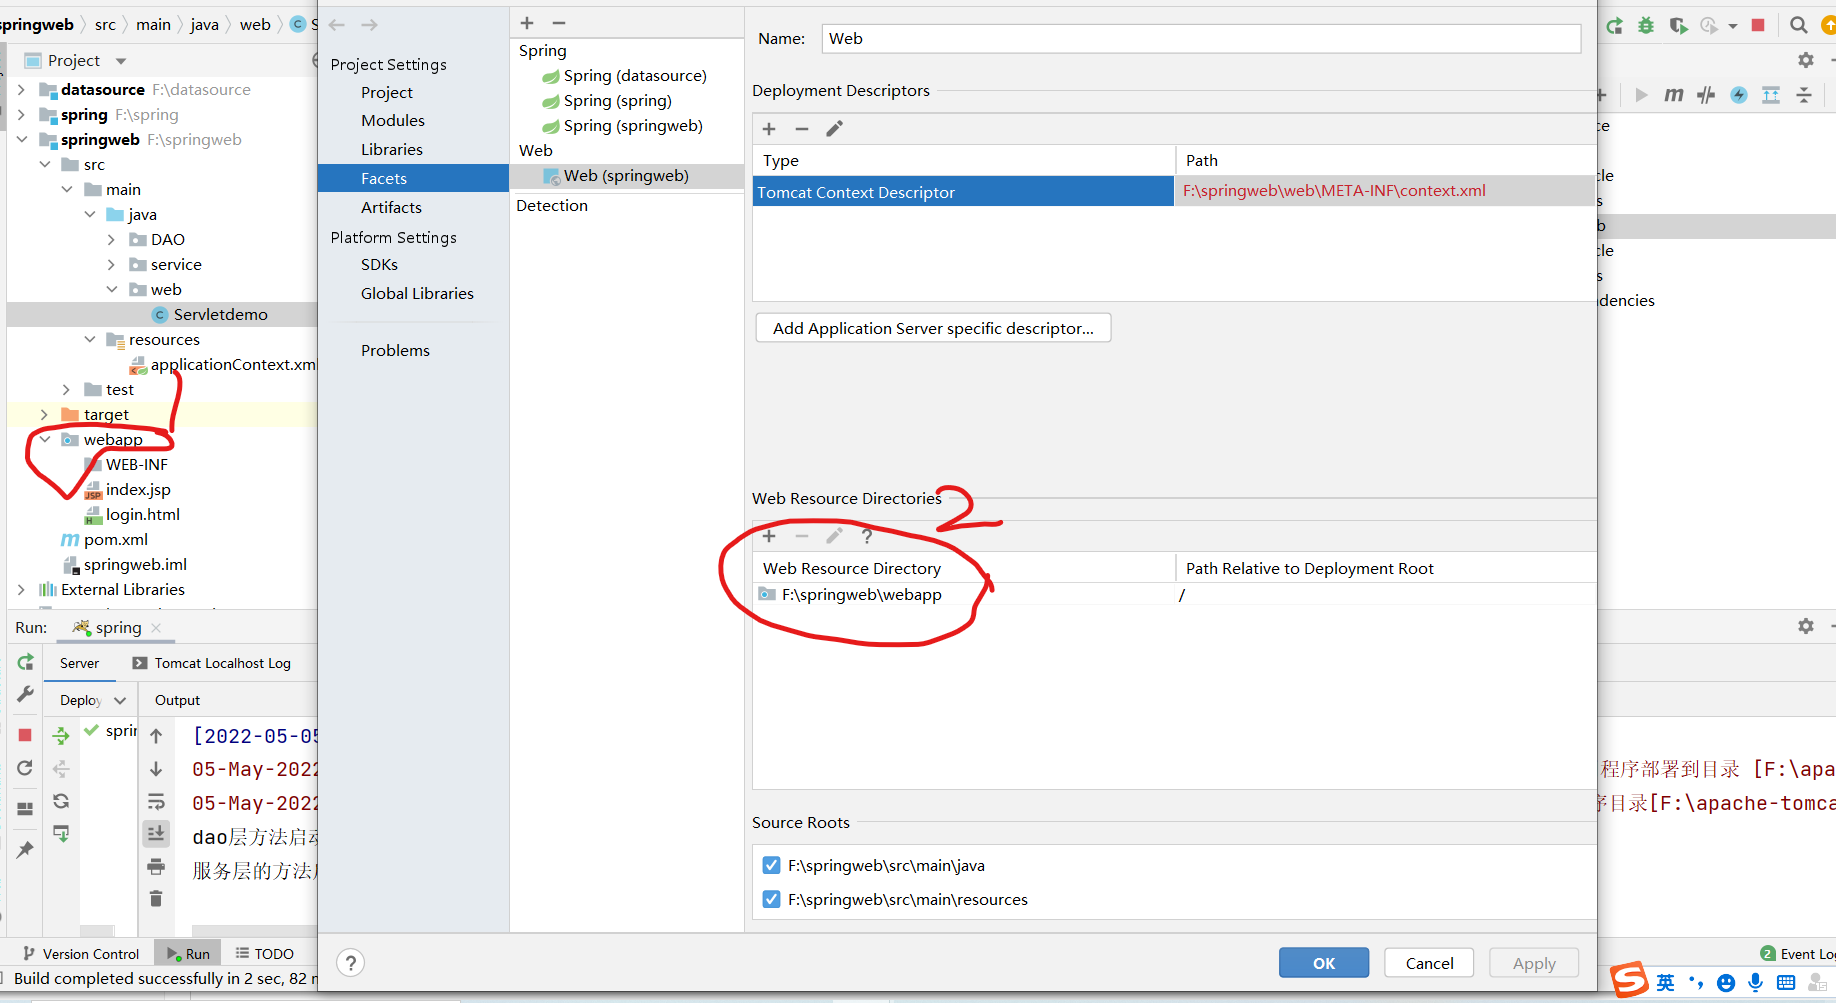 springweb › src › main › java › web › C S
Project
datasource F:\datasource
spring F:\spring
springweb F:\springweb
src
main
java
DAO
service
web
C Servletdemo
resources
applicationContext.xml
test
target
webapp
WEB-INF
index.jsp
login.html
m pom.xml
springweb.iml
External Libraries
Project Settings
Project
Modules
Libraries
Facets
Artifacts
Platform Settings
SDKs
Global Libraries
Problems
Spring
Spring (datasource)
Spring (spring)
Spring (springweb)
Web
Web (springweb)
Detection
Name: Web
Deployment Descriptors
Type Path
Tomcat Context Descriptor F:\springweb\web\META-INF\context.xml
Add Application Server specific descriptor...
Web Resource Directories 2
?
Web Resource Directory Path Relative to Deployment Root
F:\springweb\webapp /
Source Roots
F:\springweb\src\main\java
F:\springweb\src\main\resources
? OK Cancel Apply
m
ce
cle
s
b
cle
s
dencies
Run: spring
Server Tomcat Localhost Log
Deploy Output
sprin
[2022-05-05
05-May-2022 程序部署到目录 [F:\apa
05-May-2022 序目录[F:\apache-tomca
dao层方法启动
服务层的方法
Version Control Run TODO 2 Event Log
Build completed successfully in 2 sec, 82 m
S 英